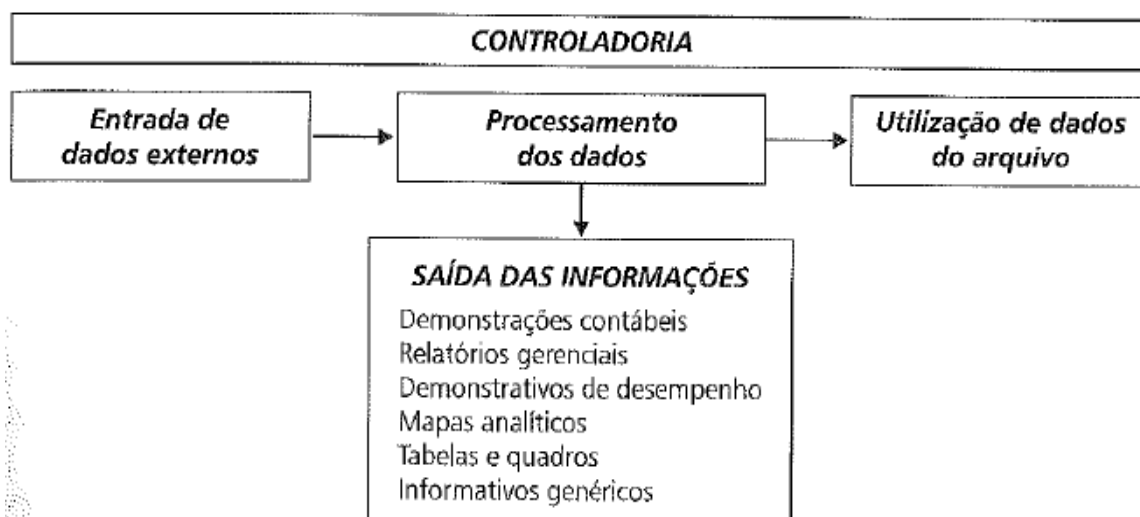 CONTROLADORIA
Entrada de
dados externos
Processamento
dos dados
Utilização de dados
do arquivo
SAÍDA DAS INFORMAÇÕES
Demonstrações contábeis
Relatórios gerenciais
Demonstrativos de desempenho
Mapas analíticos
Tabelas e quadros
Informativos genéricos